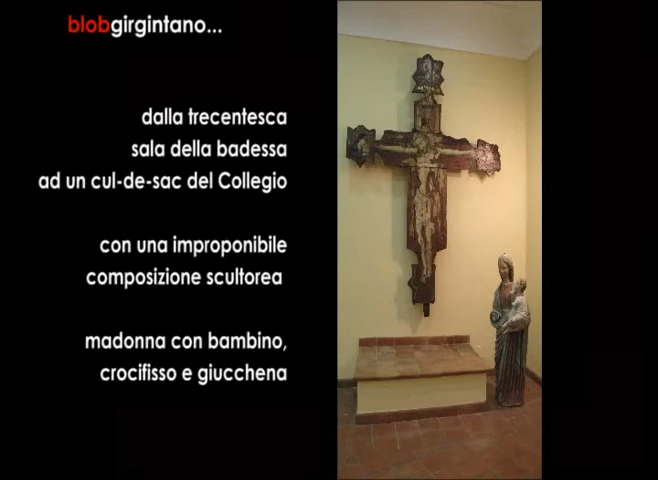 blobgirgintano...
dalla trecentesca
sala della badessa
ad un cul-de-sac del Collegio
con una improponibile
composizione scultorea
madonna con bambino,
crocifisso e giucchena